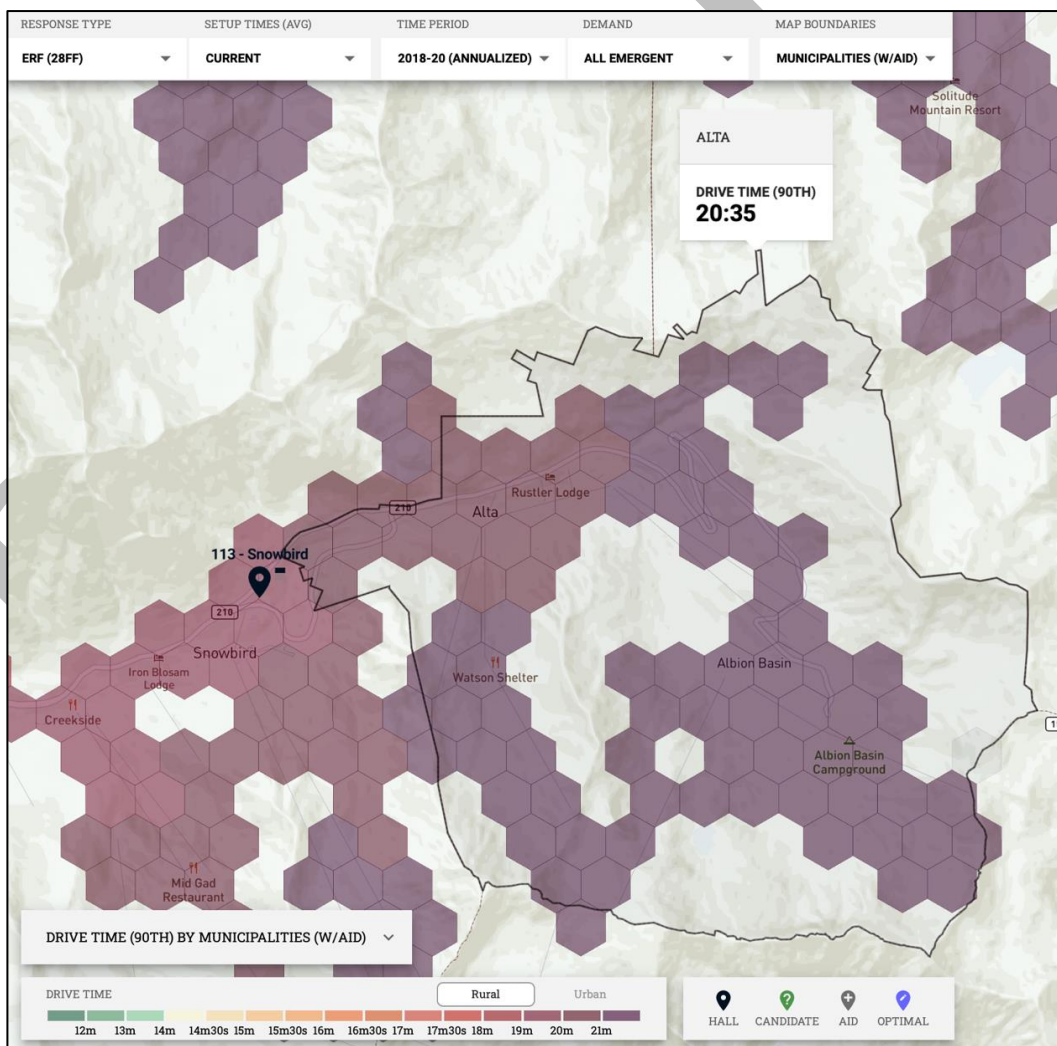 RESPONSE TYPE
SETUP TIMES (AVG)
TIME PERIOD
DEMAND
MAP BOUNDARIES
ERF (28FF)
CURRENT
2018-20 (ANNUALIZED)
ALL EMERGENT
MUNICIPALITIES (W/AID)
Solitude
Mountain Resort
ALTA
DRIVE TIME (90TH)
20:35
Rustler Lodge
210
Alta
113 - Snowbird
210
Snowbird
Iron Blosam
Lodge
Watson Shelter
Albion Basin
Creekside
1
Albion Basin
Campground
Mid Gad
Restaurant
DRIVE TIME (90TH) BY MUNICIPALITIES (W/AID)
DRIVE TIME
Rural
Urban
12m 13m 14m 14m30s 15m 15m30s 16m 16m30s 17m 17m30s 18m 19m 20m 21m
HALL CANDIDATE AID OPTIMAL